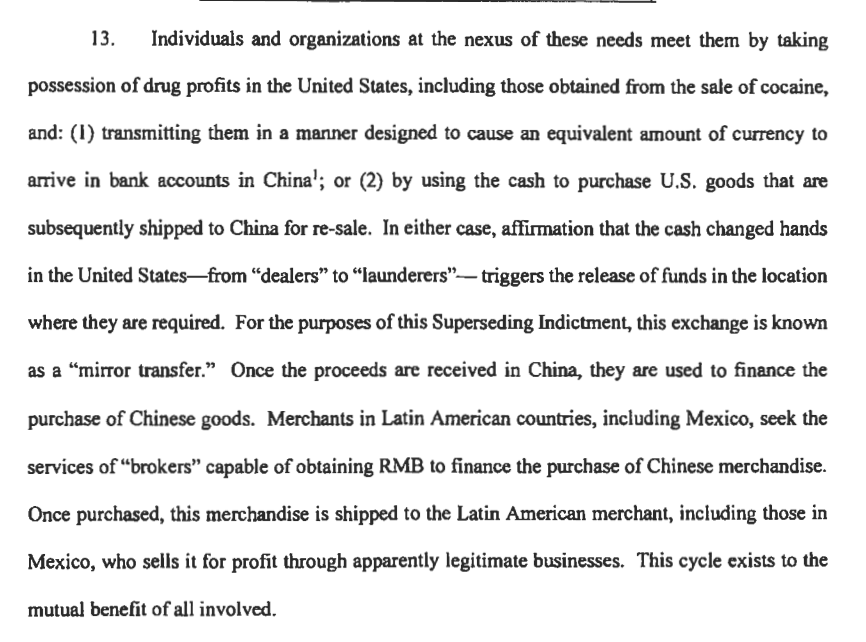 13. Individuals and organizations at the nexus of these needs meet them by taking
possession of drug profits in the United States, including those obtained from the sale of cocaine,
and: (1) transmitting them in a manner designed to cause an equivalent amount of currency to
arrive in bank accounts in China¹; or (2) by using the cash to purchase U.S. goods that are
subsequently shipped to China for re-sale. In either case, affirmation that the cash changed hands
in the United States—from “dealers” to “launderers”— triggers the release of funds in the location
where they are required. For the purposes of this Superseding Indictment, this exchange is known
as a “mirror transfer.” Once the proceeds are received in China, they are used to finance the
purchase of Chinese goods. Merchants in Latin American countries, including Mexico, seek the
services of “brokers” capable of obtaining RMB to finance the purchase of Chinese merchandise.
Once purchased, this merchandise is shipped to the Latin American merchant, including those in
Mexico, who sells it for profit through apparently legitimate businesses. This cycle exists to the
mutual benefit of all involved.